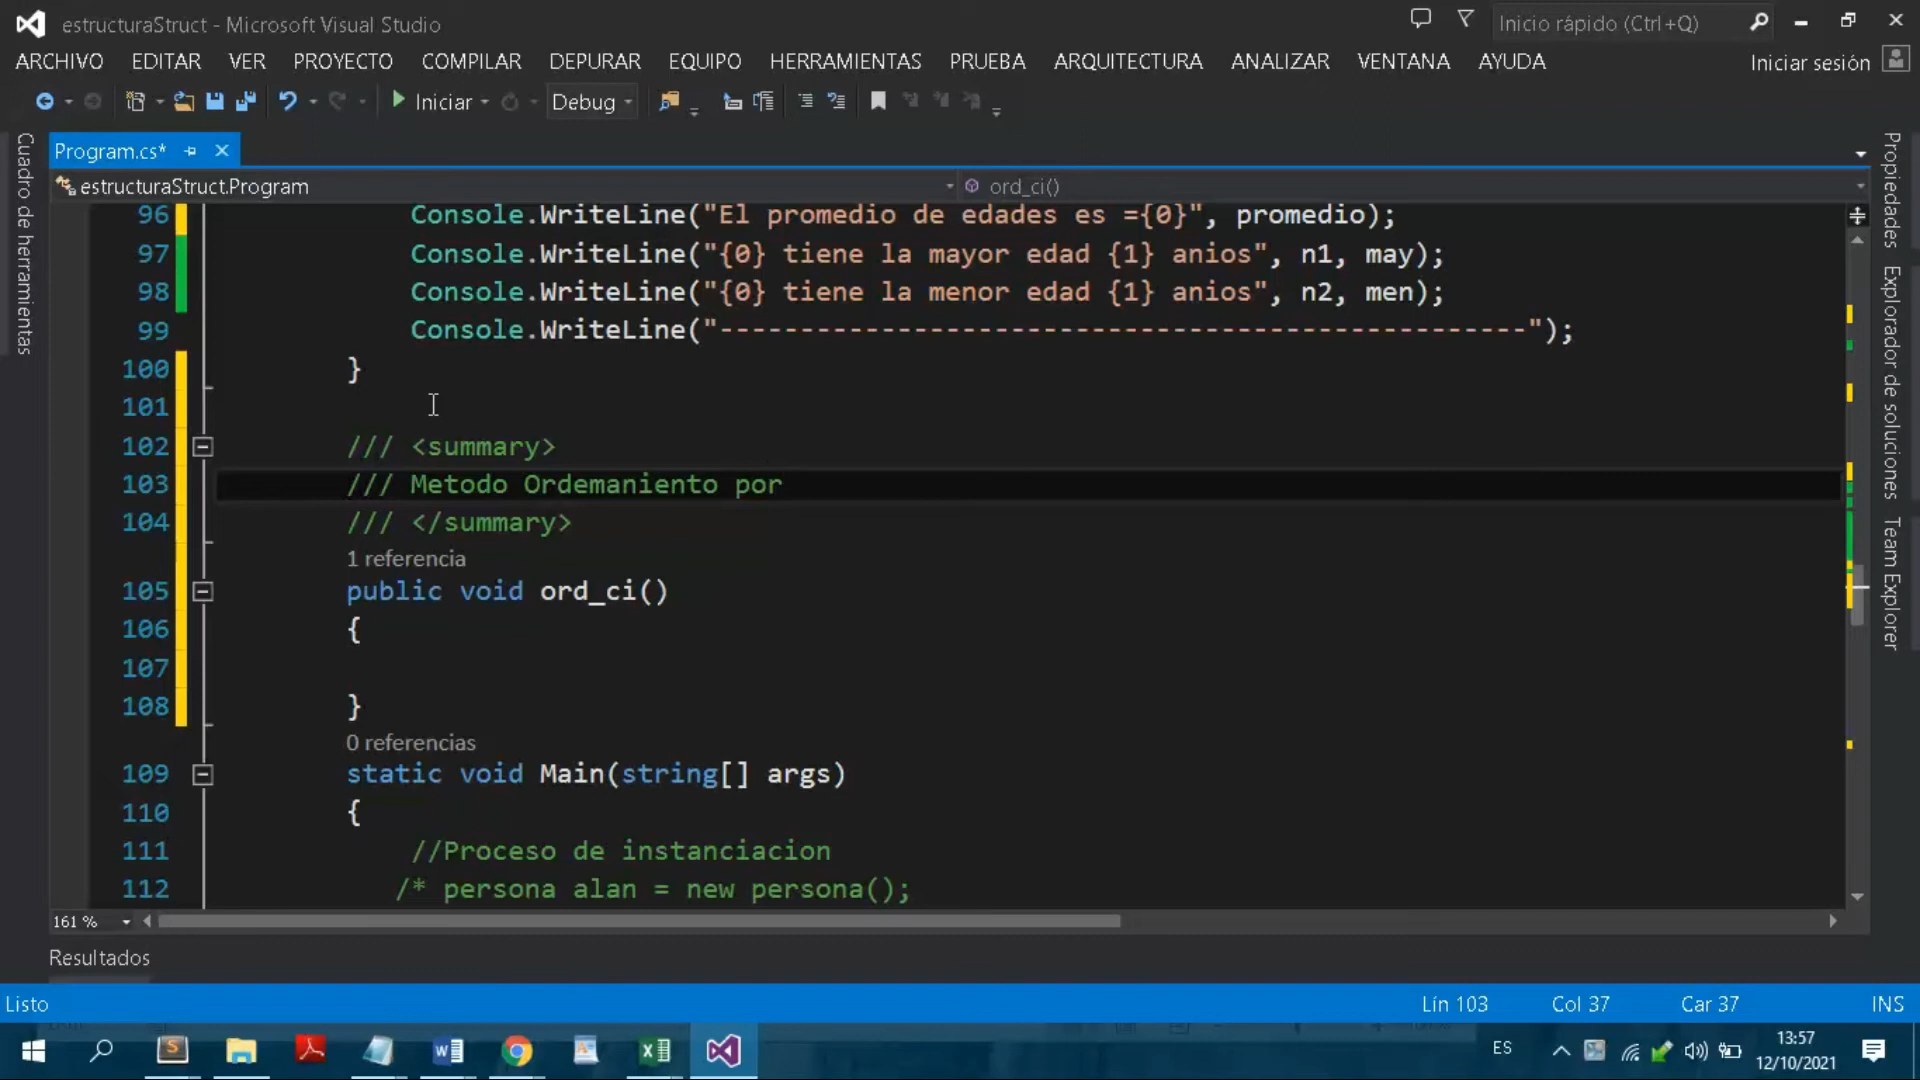 estructuraStruct - Microsoft Visual Studio
Inicio rápido (Ctrl+Q)
ARCHIVO EDITAR VER PROYECTO COMPILAR DEPURAR EQUIPO HERRAMIENTAS PRUEBA ARQUITECTURA ANALIZAR VENTANA AYUDA
Iniciar sesión
Iniciar Debug
Cuadro de herramientas
Program.cs*
estructuraStruct.Program
ord_ci()
96 Console.WriteLine("El promedio de edades es ={0}", promedio);
97 Console.WriteLine("{0} tiene la mayor edad {1} anios", n1, may);
98 Console.WriteLine("{0} tiene la menor edad {1} anios", n2, men);
99 Console.WriteLine("--------------------------------------------------");
100 }
101
102 /// <summary>
103 /// Metodo Ordemaniento por
104 /// </summary>
1 referencia
105 public void ord_ci()
106 {
107
108 }
0 referencias
109 static void Main(string[] args)
110 {
111 //Proceso de instanciacion
112 /* persona alan = new persona();
Propiedades
Explorador de soluciones
Team Explorer
161 %
Resultados
Listo
Lín 103 Col 37 Car 37 INS
ES
13:57
12/10/2021